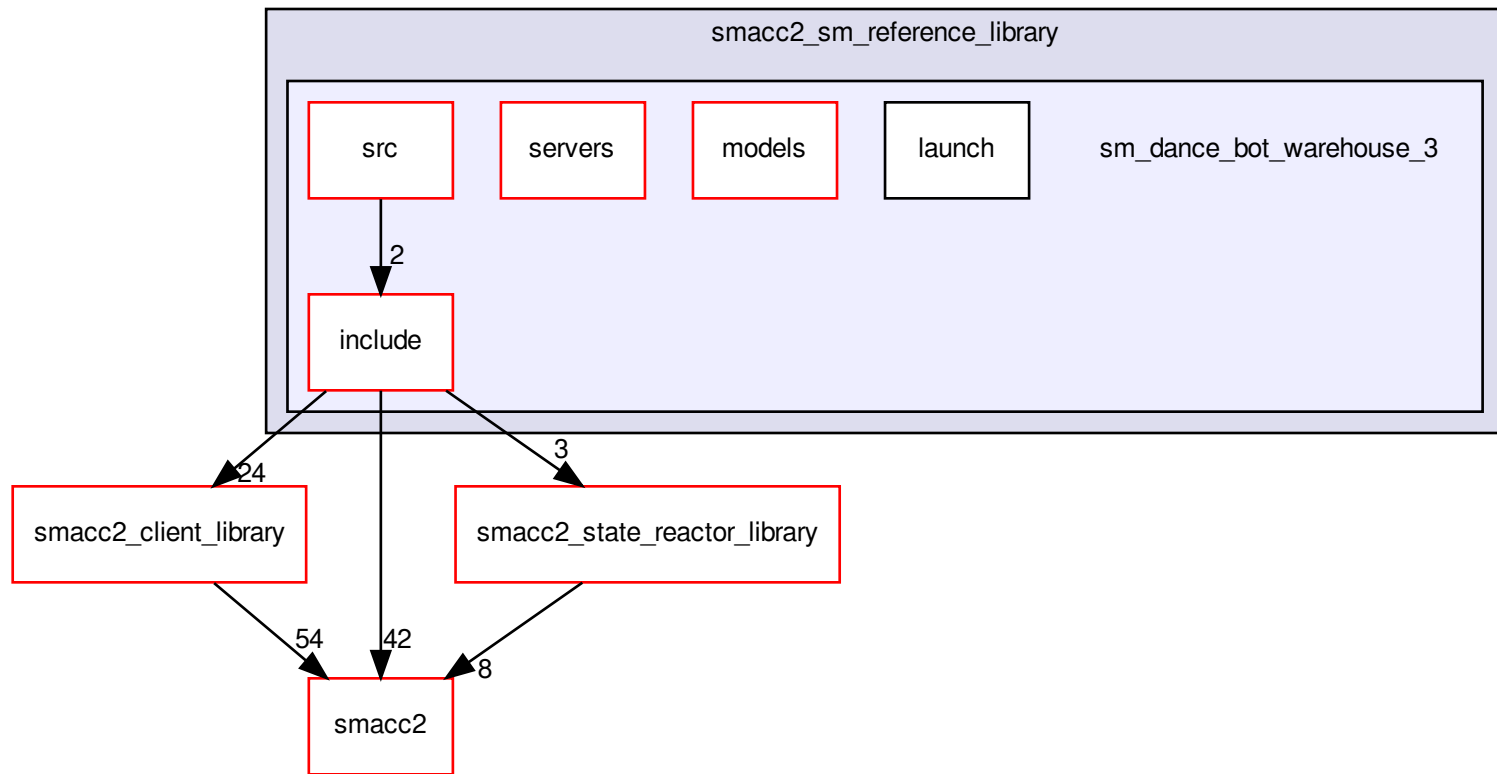 smacc2_sm_reference_library
src
servers
models
launch
sm_dance_bot_warehouse_3
2
include
24
3
smacc2_client_library
smacc2_state_reactor_library
54
42
8
smacc2